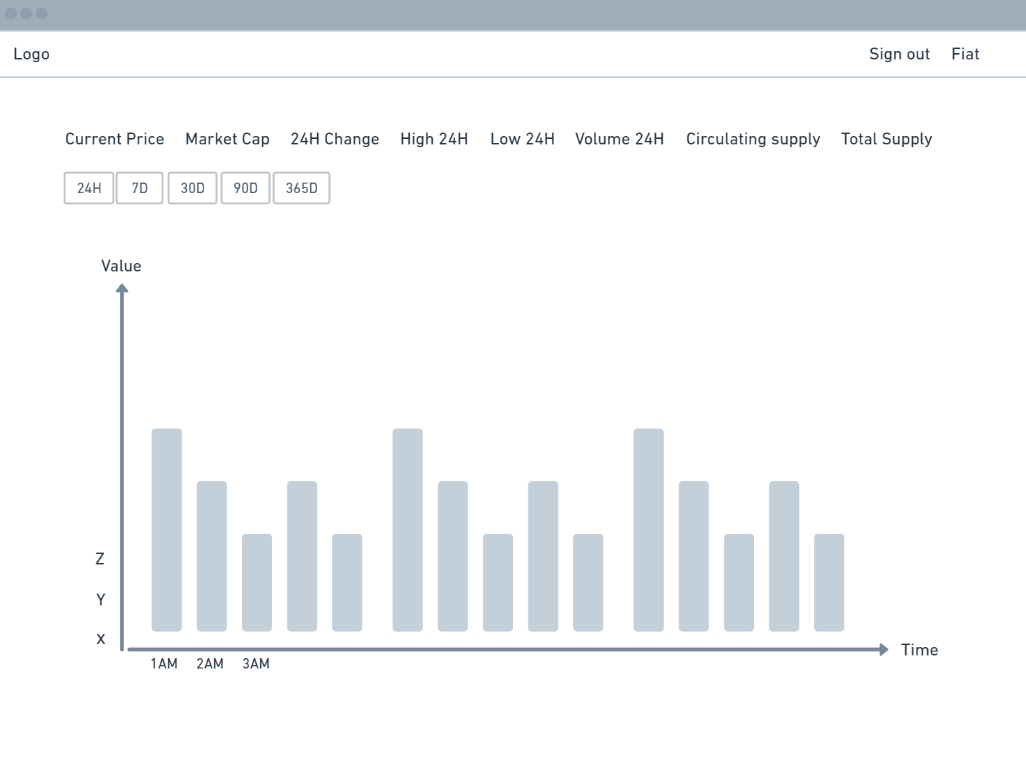 Logo Sign out Fiat
Current Price Market Cap 24H Change High 24H Low 24H Volume 24H Circulating supply Total Supply
24H 7D 30D 90D 365D
Value
Z
Y
X
Time
1AM 2AM 3AM